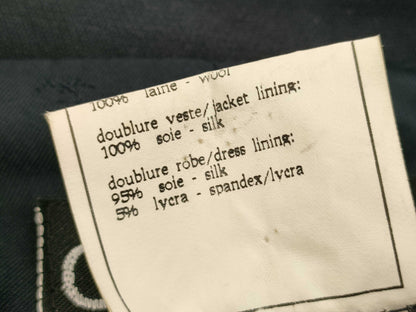 100% laine - wool
doublure veste/jacket lining:
100% soie - silk
doublure robe/dress lining:
95% soie - silk
5% lycra - spandex/lycra